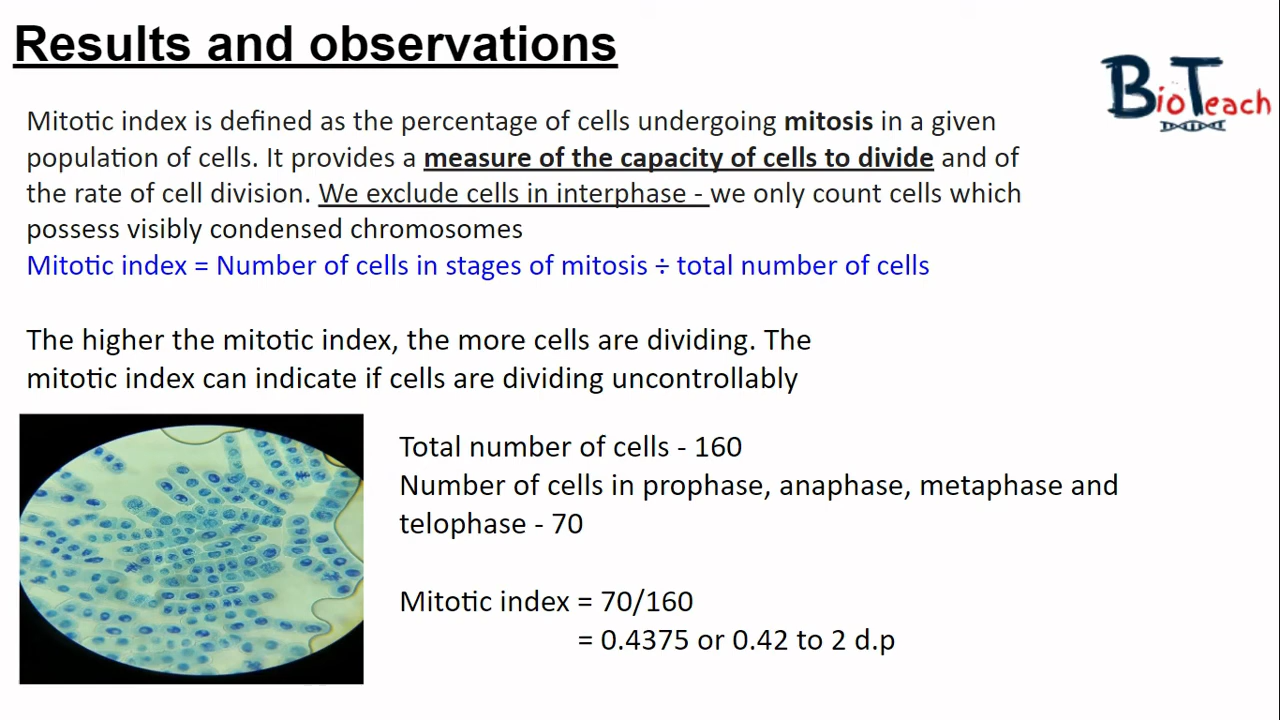 Results and observations
BioTeach
Mitotic index is defined as the percentage of cells undergoing mitosis in a given
population of cells. It provides a measure of the capacity of cells to divide and of
the rate of cell division. We exclude cells in interphase - we only count cells which
possess visibly condensed chromosomes
Mitotic index = Number of cells in stages of mitosis ÷ total number of cells
The higher the mitotic index, the more cells are dividing. The
mitotic index can indicate if cells are dividing uncontrollably
Total number of cells - 160
Number of cells in prophase, anaphase, metaphase and
telophase - 70
Mitotic index = 70/160
= 0.4375 or 0.42 to 2 d.p